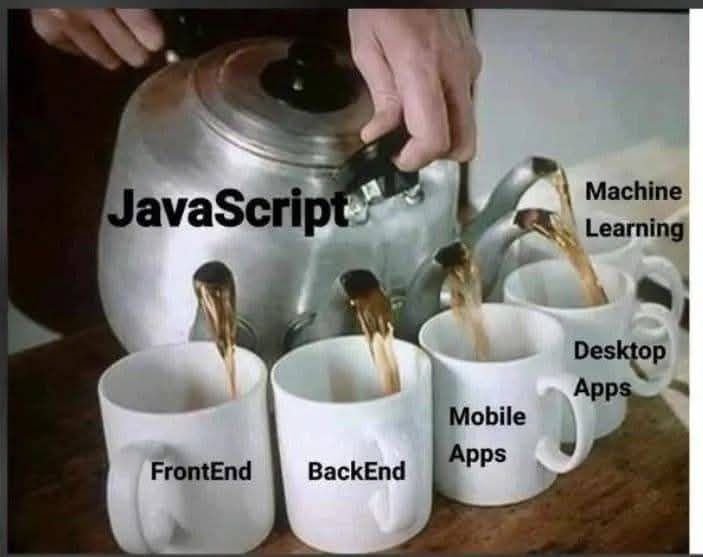 JavaScript
Machine
Learning
Desktop
Apps
Mobile
Apps
FrontEnd
BackEnd